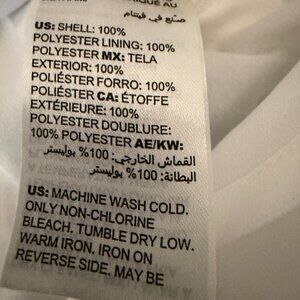 صنع في فيتنام
US: SHELL: 100%
POLYESTER LINING: 100%
POLYESTER MX: TELA
EXTERIOR: 100%
POLIÉSTER FORRO: 100%
POLIÉSTER CA: ÉTOFFE
EXTÉRIEURE: 100%
POLYESTER DOUBLURE:
100% POLYESTER AE/KW:
القماش الخارجي: 100% بوليستر
البطانة: 100% بوليستر
US: MACHINE WASH COLD.
ONLY NON-CHLORINE
BLEACH. TUMBLE DRY LOW.
WARM IRON. IRON ON
REVERSE SIDE. MAY BE